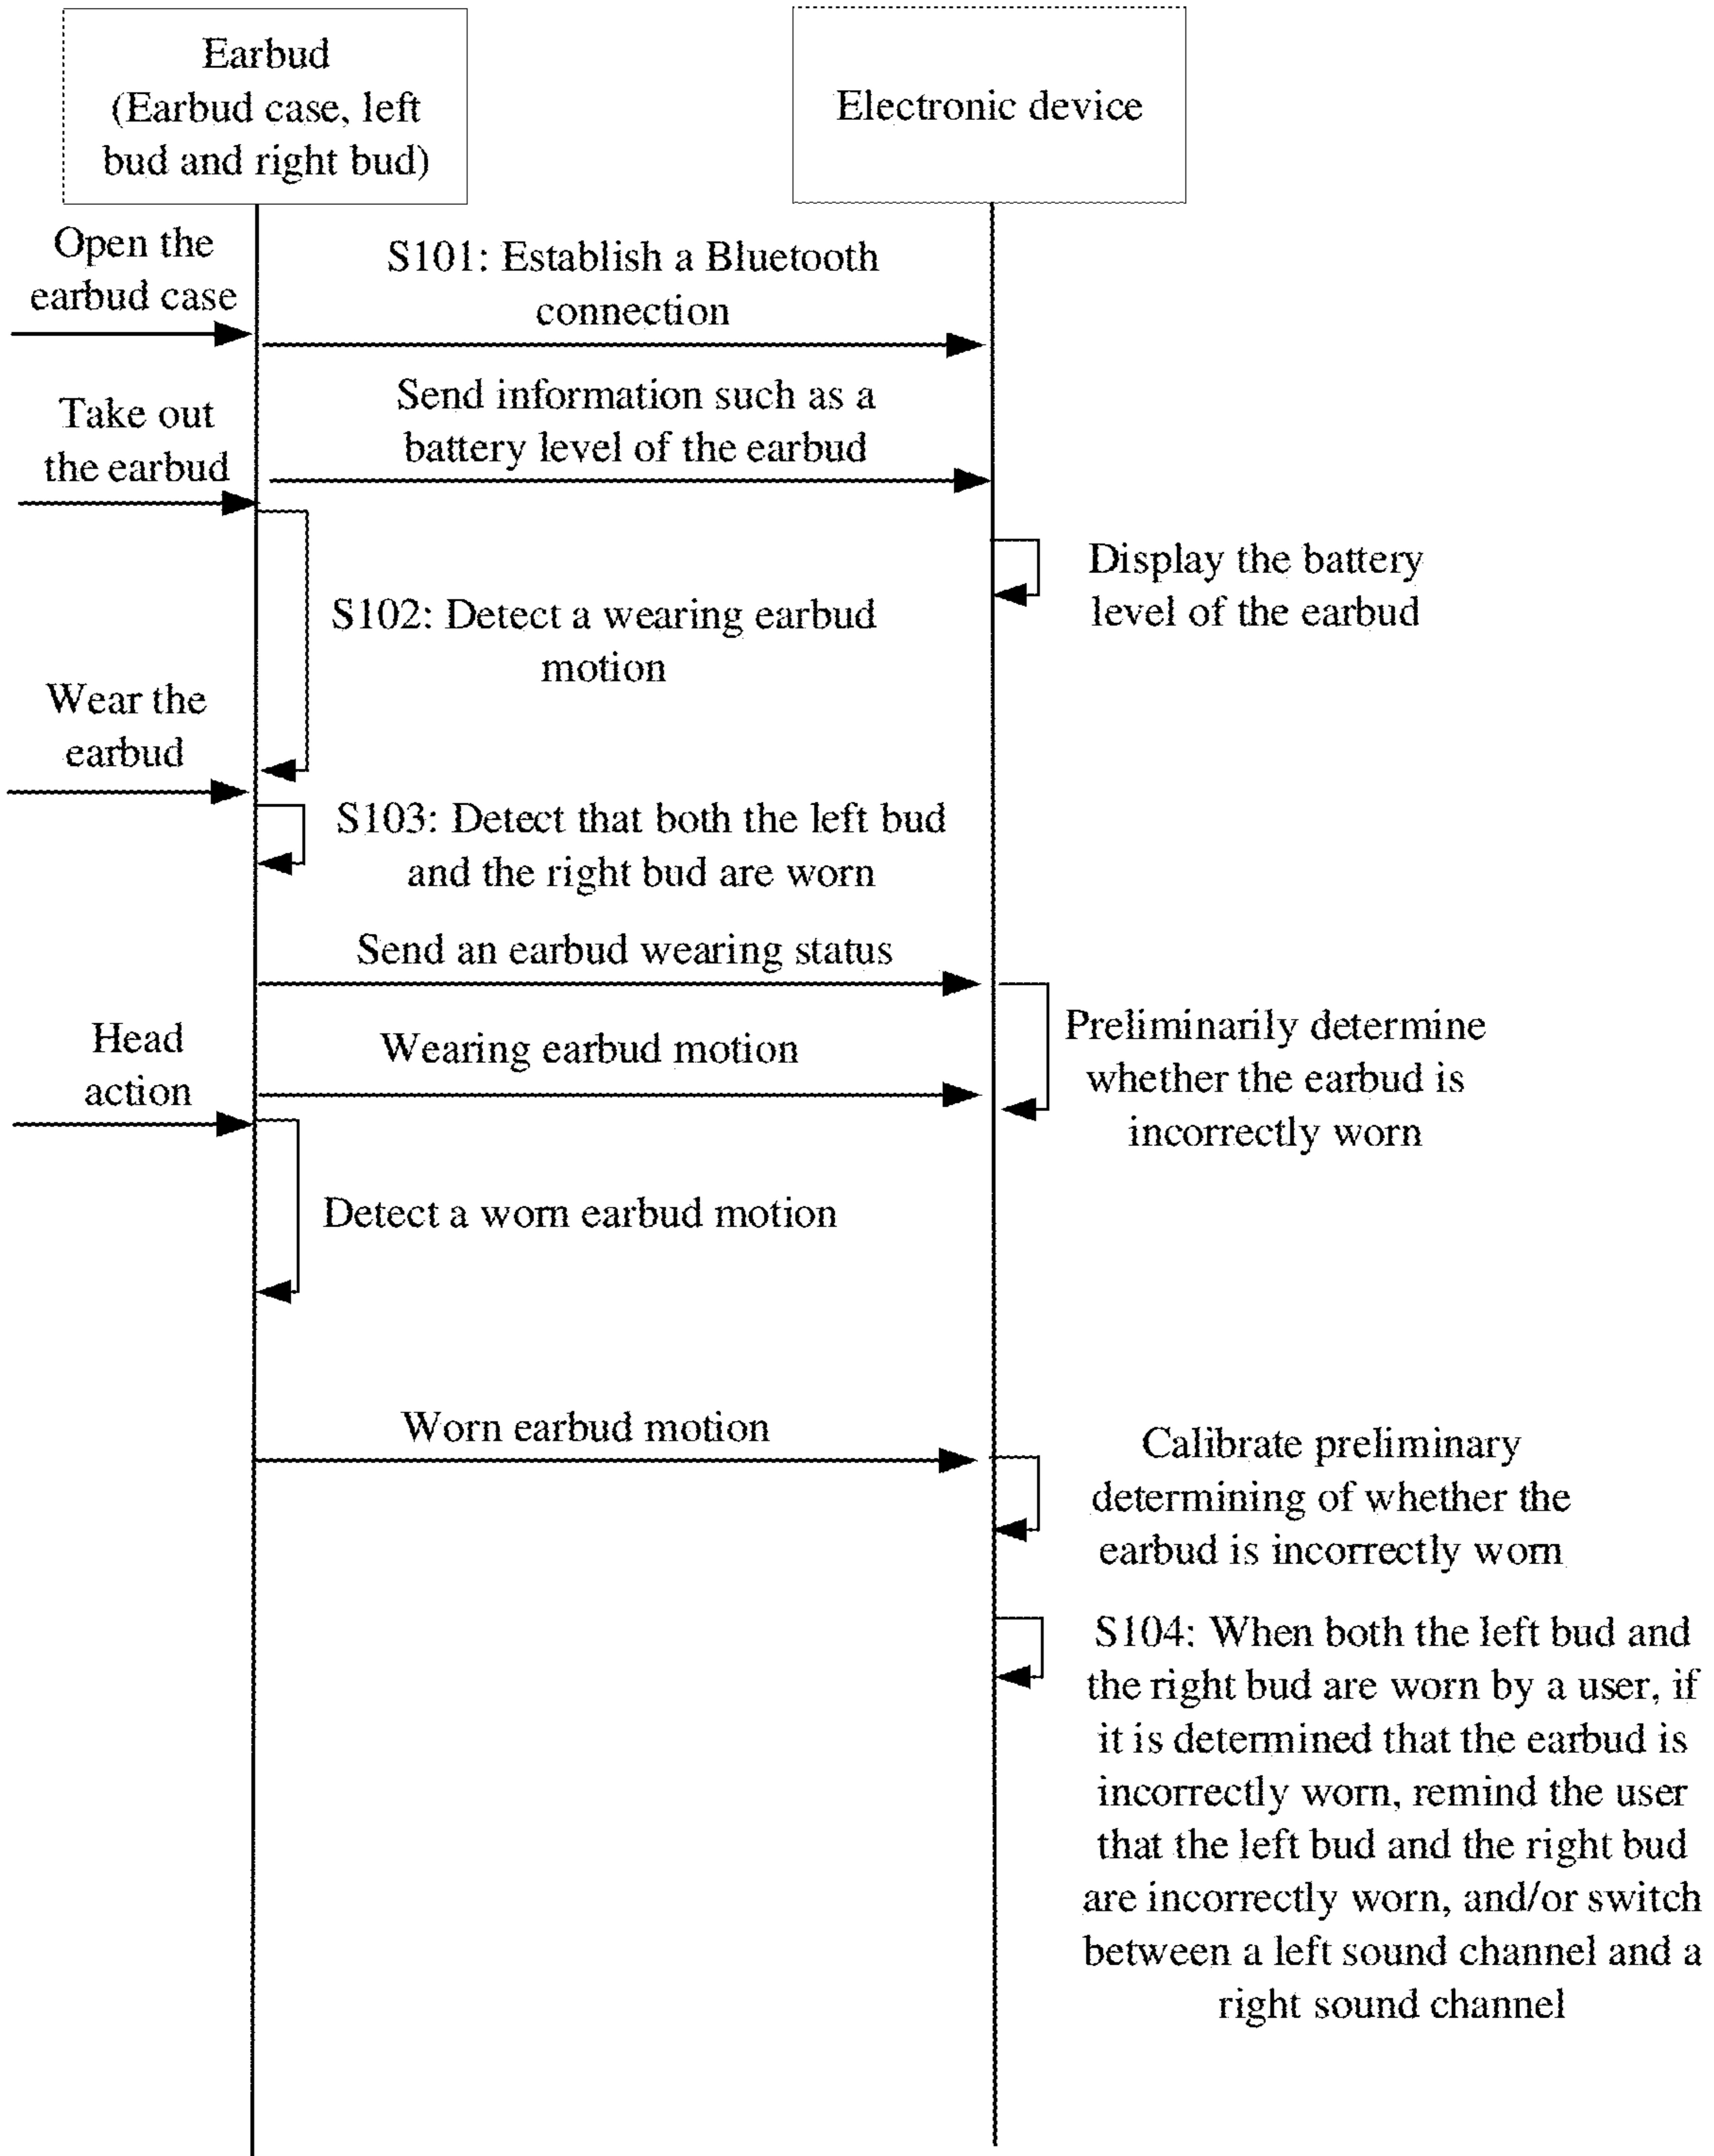 Earbud
(Earbud case, left
bud and right bud)
Electronic device
Open the
earbud case
S101: Establish a Bluetooth
connection
Send information such as a
battery level of the earbud
Take out
the earbud
Display the battery
level of the earbud
S102: Detect a wearing earbud
motion
Wear the
earbud
S103: Detect that both the left bud
and the right bud are worn
Send an earbud wearing status
Head
action
Wearing earbud motion
Preliminarily determine
whether the earbud is
incorrectly worn
Detect a worn earbud motion
Worn earbud motion
Calibrate preliminary
determining of whether the
earbud is incorrectly worn
S104: When both the left bud and
the right bud are worn by a user, if
it is determined that the earbud is
incorrectly worn, remind the user
that the left bud and the right bud
are incorrectly worn, and/or switch
between a left sound channel and a
right sound channel